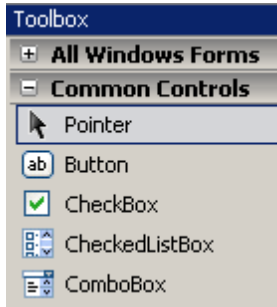 Toolbox
All Windows Forms
Common Controls
Pointer
ab Button
CheckBox
CheckedListBox
ComboBox